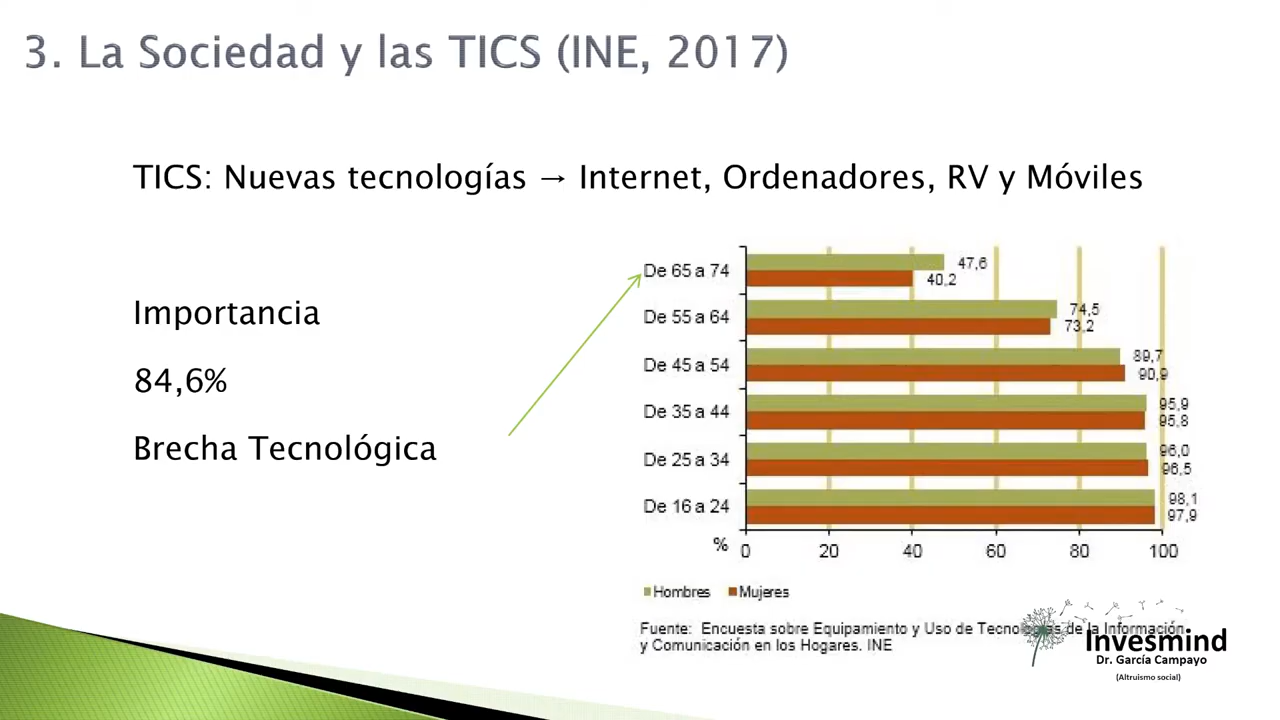 3. La Sociedad y las TICS (INE, 2017)
TICS: Nuevas tecnologías → Internet, Ordenadores, RV y Móviles
Importancia
84,6%
Brecha Tecnológica
De 65 a 74
47,6
40,2
De 55 a 64
74,5
73,2
De 45 a 54
89,7
90,9
De 35 a 44
95,9
95,8
De 25 a 34
96,0
96,5
De 16 a 24
98,1
97,9
% 0 20 40 60 80 100
Hombres Mujeres
Fuente: Encuesta sobre Equipamiento y Uso de Tecnologías de la Información
y Comunicación en los Hogares. INE
Invesmind
Dr. García Campayo
(Altruismo social)